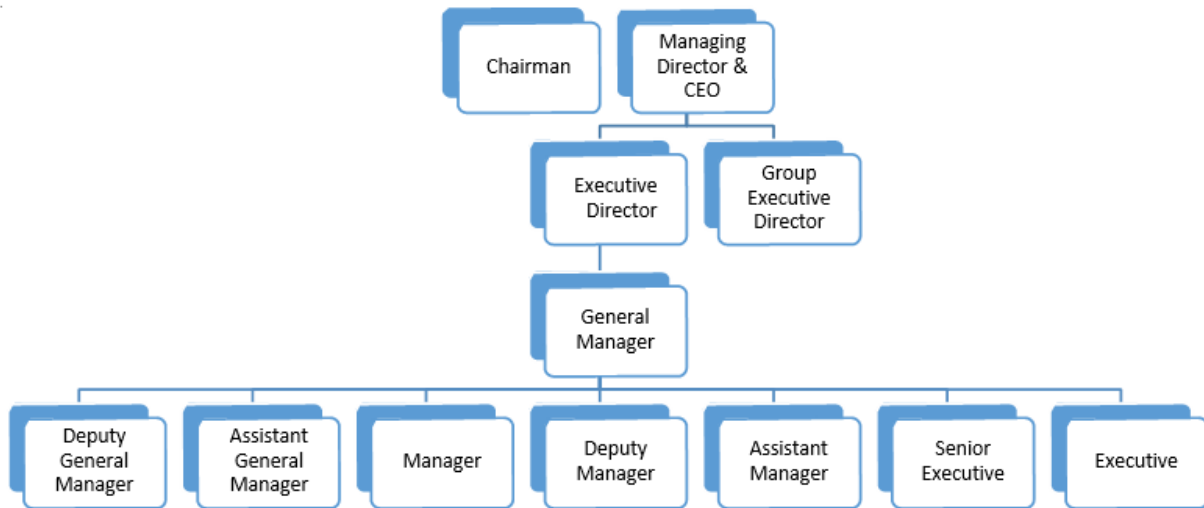 Chairman
Managing
Director &
CEO
Executive
Director
Group
Executive
Director
General
Manager
Deputy
General
Manager
Assistant
General
Manager
Manager
Deputy
Manager
Assistant
Manager
Senior
Executive
Executive